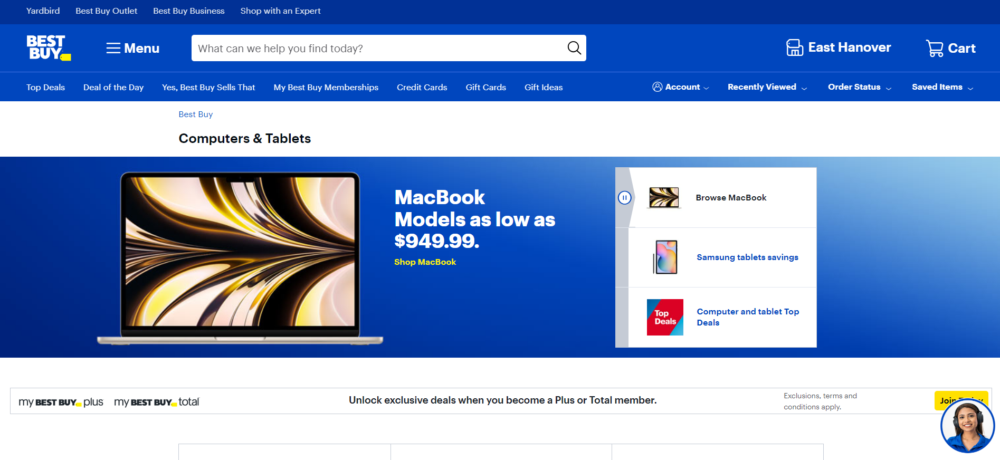 Yardbird Best Buy Outlet Best Buy Business Shop with an Expert
BEST
BUY
Menu
What can we help you find today?
East Hanover
Cart
Top Deals Deal of the Day Yes, Best Buy Sells That My Best Buy Memberships Credit Cards Gift Cards Gift Ideas
Account Recently Viewed Order Status Saved Items
Best Buy
Computers & Tablets
MacBook
Models as low as
$949.99.
Shop MacBook
Browse MacBook
Samsung tablets savings
Top
Deals
Computer and tablet Top
Deals
my BEST BUY plus my BEST BUY total
Unlock exclusive deals when you become a Plus or Total member.
Exclusions, terms and
conditions apply.